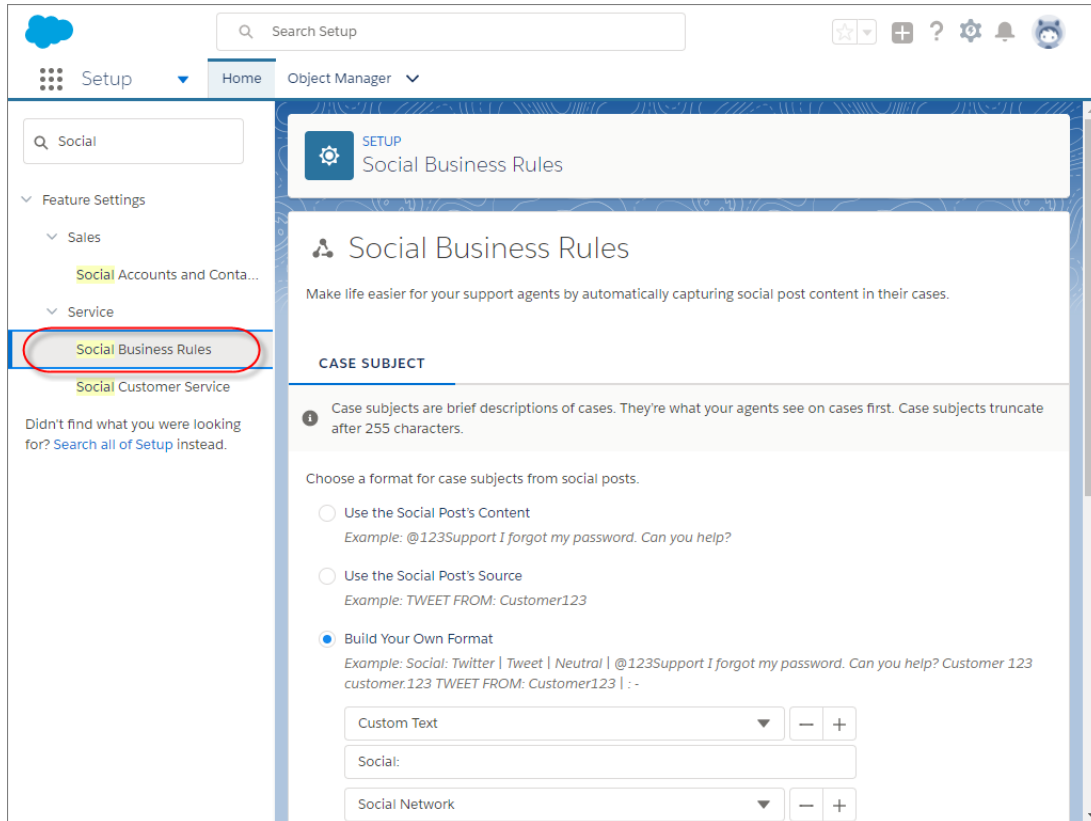 Search Setup
Setup
Home
Object Manager
Social
Feature Settings
Sales
Social Accounts and Conta...
Service
Social Business Rules
Social Customer Service
Didn't find what you were looking
for? Search all of Setup instead.
SETUP
Social Business Rules
Social Business Rules
Make life easier for your support agents by automatically capturing social post content in their cases.
CASE SUBJECT
Case subjects are brief descriptions of cases. They're what your agents see on cases first. Case subjects truncate
after 255 characters.
Choose a format for case subjects from social posts.
Use the Social Post's Content
Example: @123Support I forgot my password. Can you help?
Use the Social Post's Source
Example: TWEET FROM: Customer123
Build Your Own Format
Example: Social: Twitter | Tweet | Neutral | @123Support I forgot my password. Can you help? Customer 123
customer.123 TWEET FROM: Customer123 | : -
Custom Text
Social:
Social Network